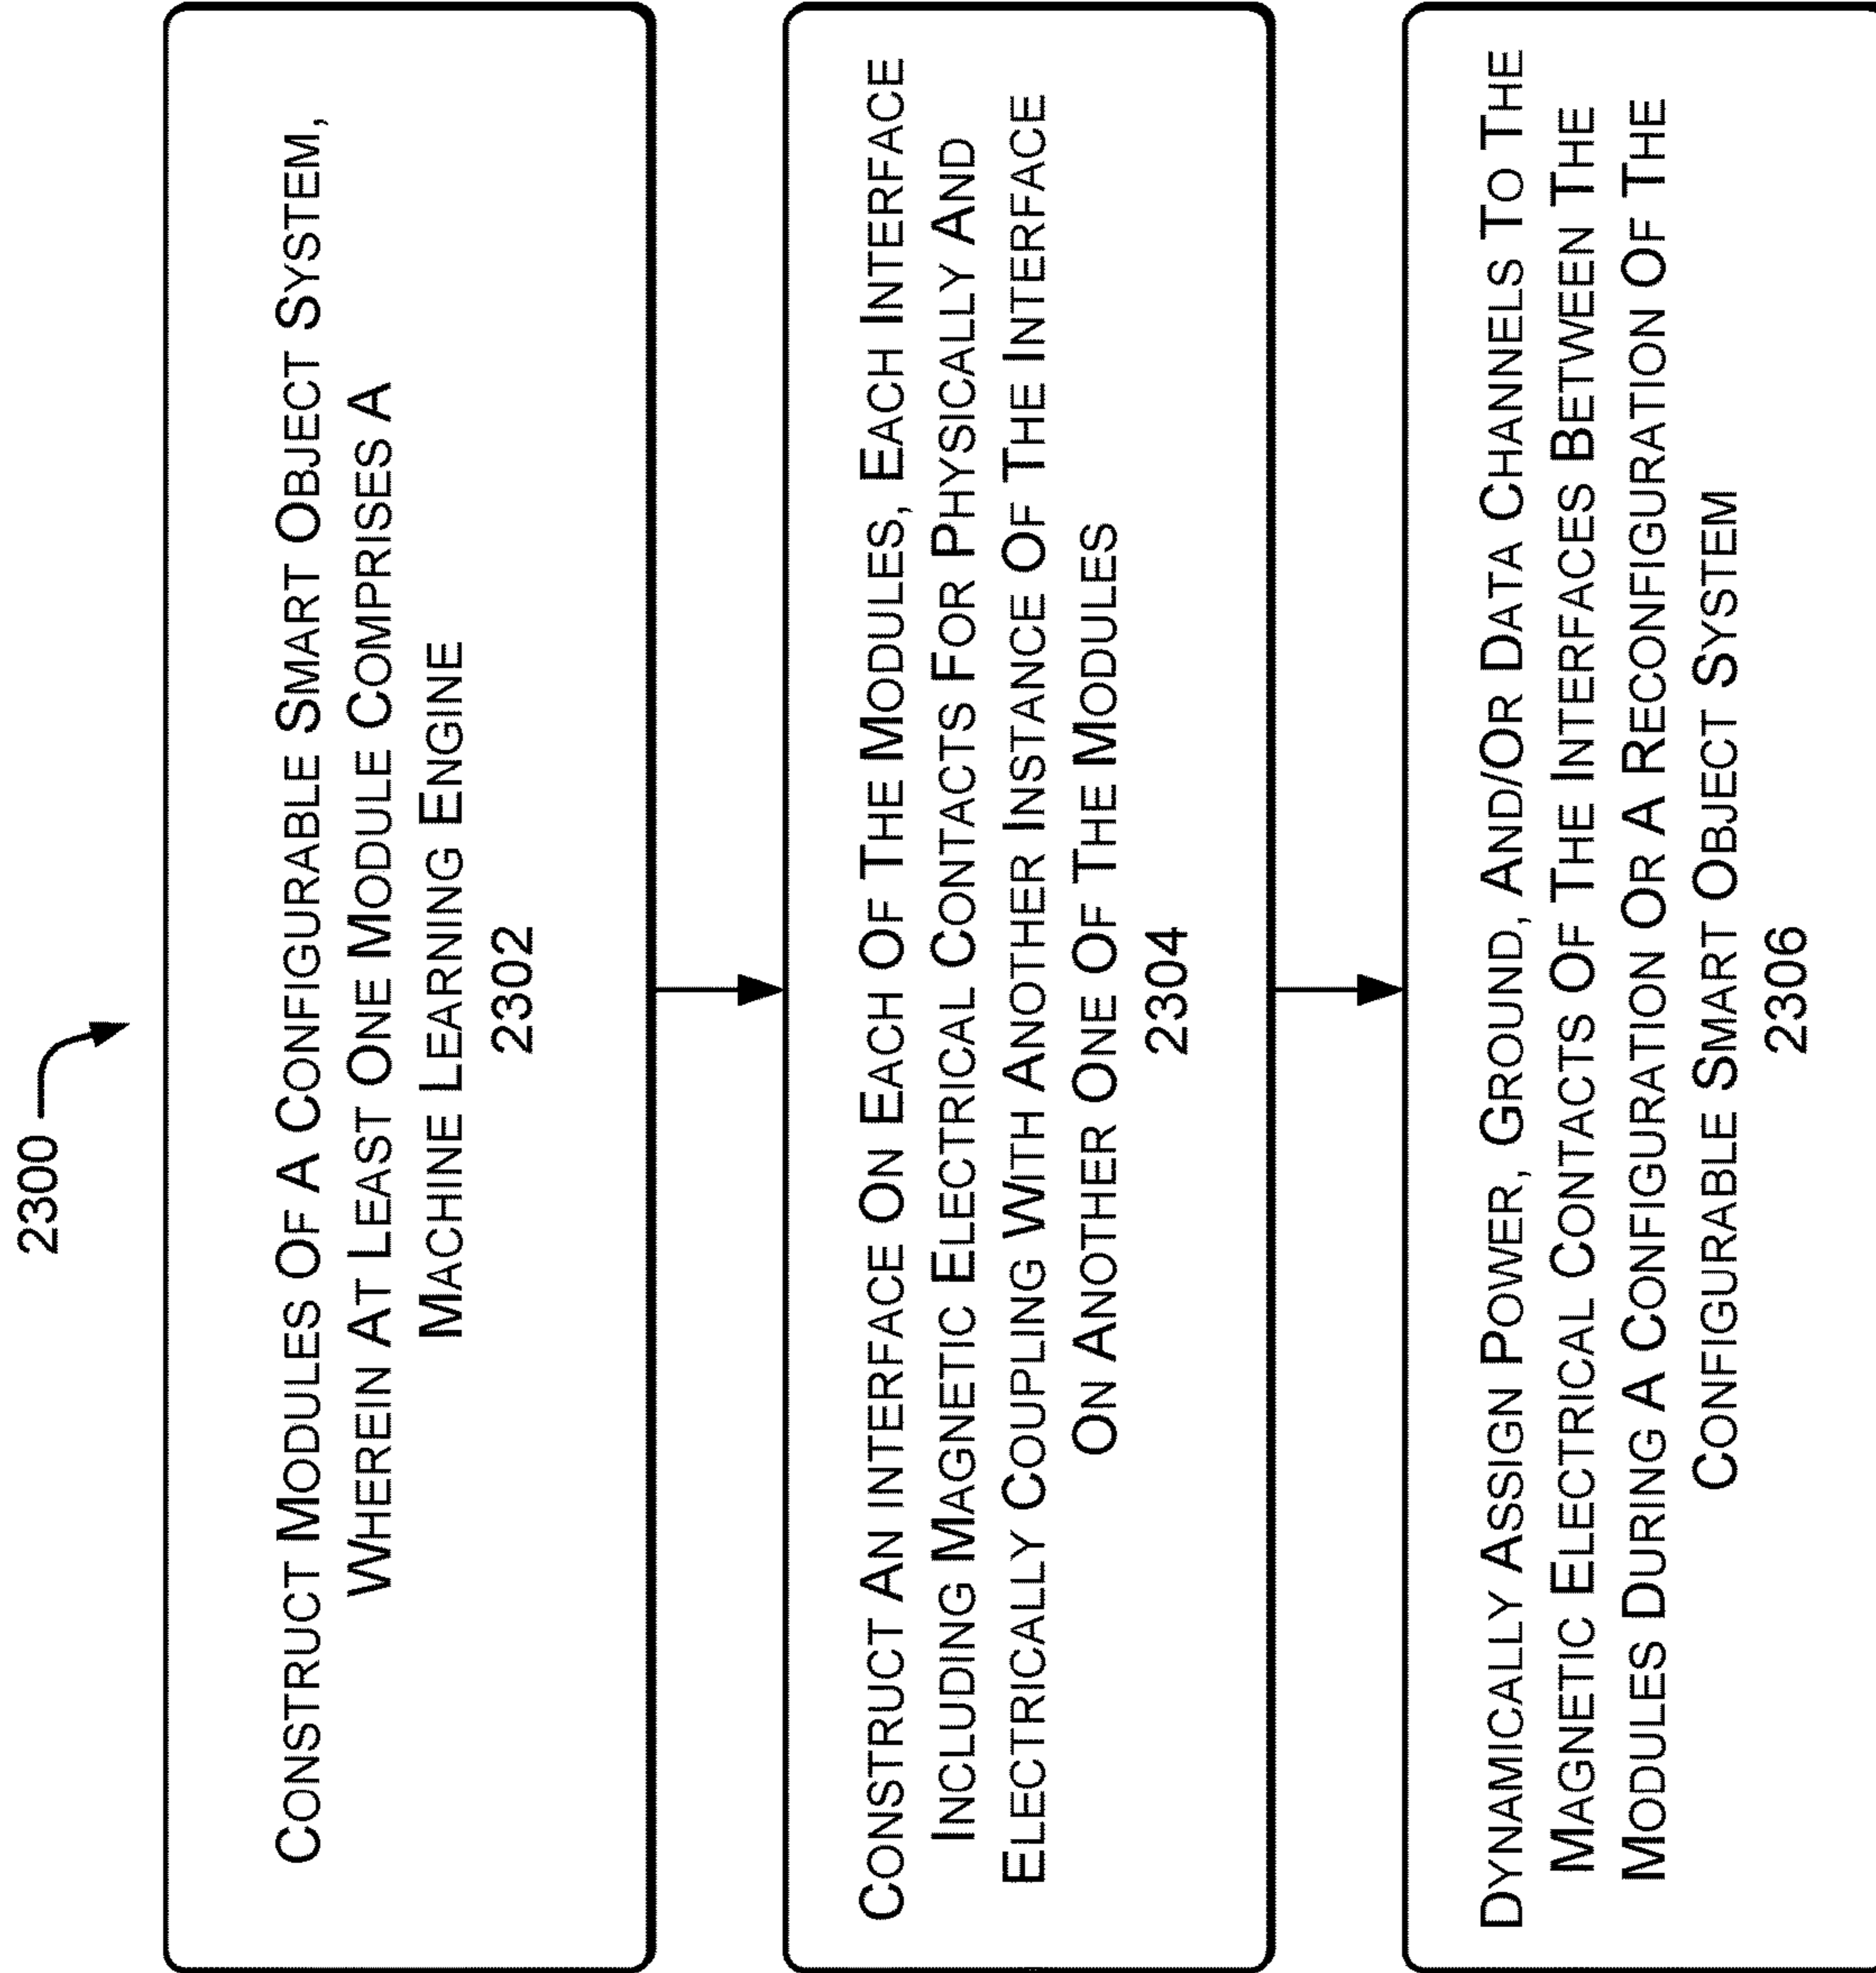 2300
CONSTRUCT MODULES OF A CONFIGURABLE SMART OBJECT SYSTEM,
WHEREIN AT LEAST ONE MODULE COMPRISES A
MACHINE LEARNING ENGINE
2302
CONSTRUCT AN INTERFACE ON EACH OF THE MODULES, EACH INTERFACE
INCLUDING MAGNETIC ELECTRICAL CONTACTS FOR PHYSICALLY AND
ELECTRICALLY COUPLING WITH ANOTHER INSTANCE OF THE INTERFACE
ON ANOTHER ONE OF THE MODULES
2304
DYNAMICALLY ASSIGN POWER, GROUND, AND/OR DATA CHANNELS TO THE
MAGNETIC ELECTRICAL CONTACTS OF THE INTERFACES BETWEEN THE
MODULES DURING A CONFIGURATION OR A RECONFIGURATION OF THE
CONFIGURABLE SMART OBJECT SYSTEM
2306